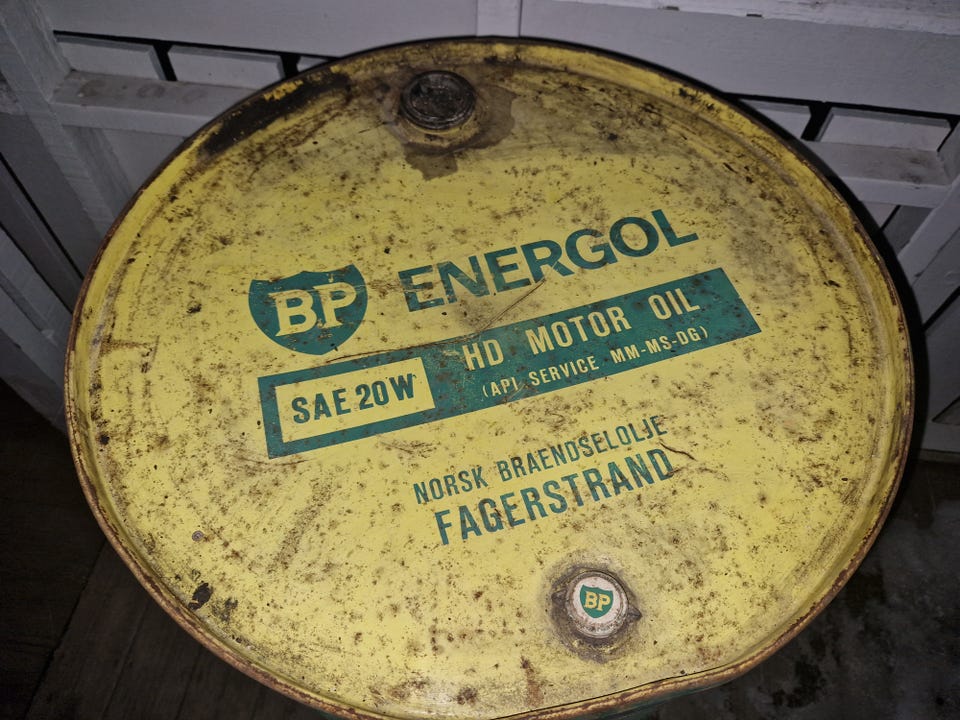 BP ENERGOL
HD MOTOR OIL
SAE 20W
(API SERVICE MM-MS-DG)
NORSK BRAENDSELOLJE
FAGERSTRAND
BP